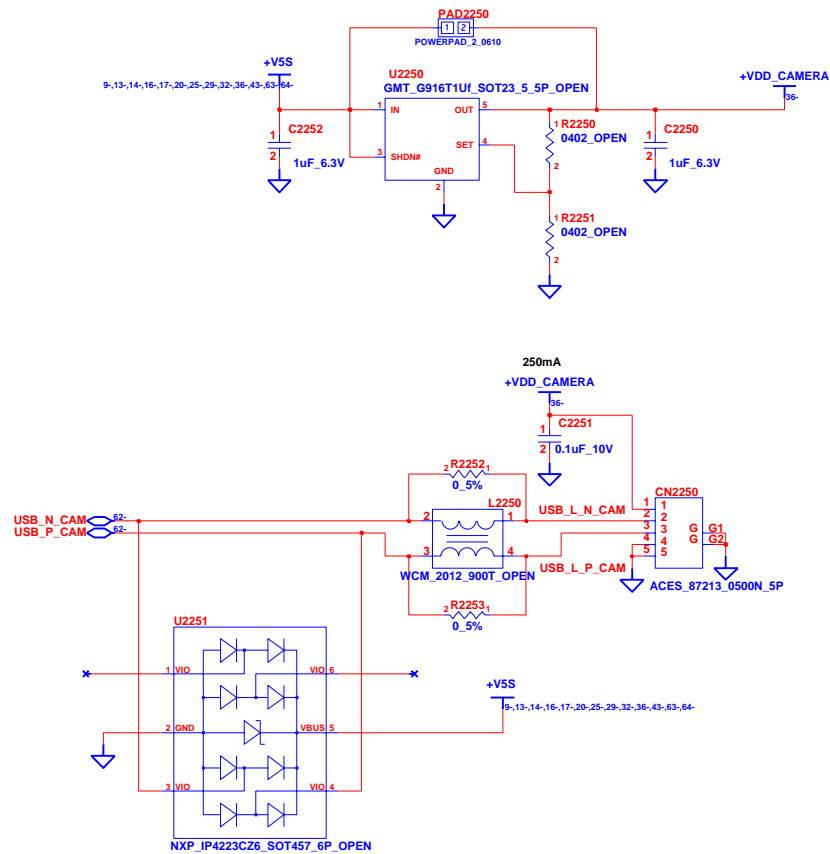 PAD2250
1 2
POWERPAD_2_0610
+V5S
9-,13-,14-,16-,17-,20-,25-,29-,32-,36-,43-,63-,64-
U2250
GMT_G916T1Uf_SOT23_5_5P_OPEN
+VDD_CAMERA
36-
1 IN OUT 5
SET 4
3 SHDN#
GND
2
C2252
1
2
1uF_6.3V
R2250
1
0402_OPEN
2
C2250
1
2
1uF_6.3V
R2251
1
0402_OPEN
2
250mA
+VDD_CAMERA
36-
C2251
1
2
0.1uF_10V
R2252
2 1
0_5%
L2250
2 1
3 4
WCM_2012_900T_OPEN
R2253
2 1
0_5%
USB_N_CAM 62-
USB_P_CAM 62-
USB_L_N_CAM
USB_L_P_CAM
CN2250
1 1
2 2
3 3 G G1
4 4 G G2
5 5
ACES_87213_0500N_5P
U2251
1 VIO VIO 6
2 GND VBUS 5
3 VIO VIO 4
NXP_IP4223CZ6_SOT457_6P_OPEN
+V5S
9-,13-,14-,16-,17-,20-,25-,29-,32-,36-,43-,63-,64-